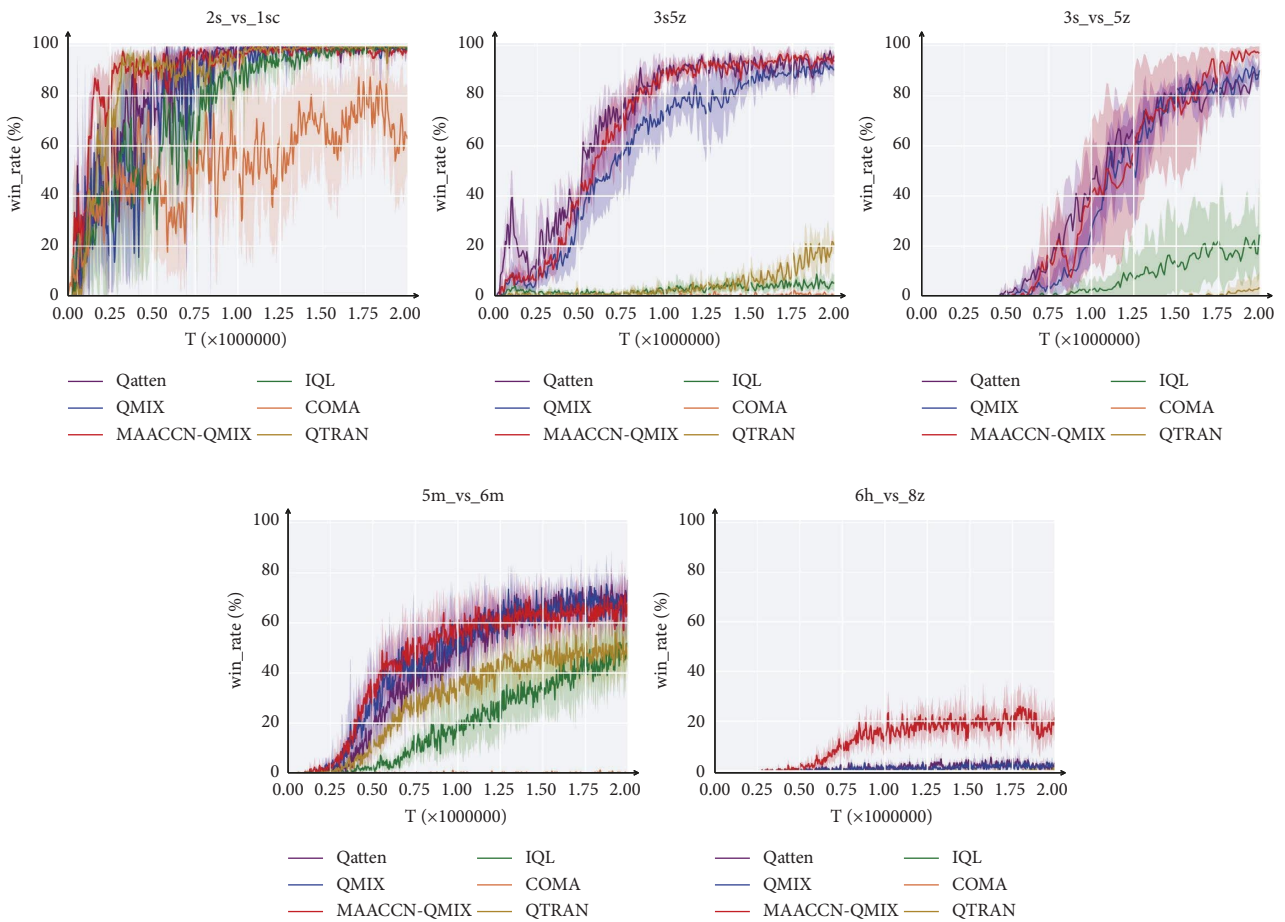 2s_vs_1sc
100
80
60
40
20
0
win_rate (%)
0.00 0.25 0.50 0.75 1.00 1.25 1.50 1.75 2.00
T (×1000000)
Qatten
QMIX
MAACCN-QMIX
IQL
COMA
QTRAN
3s5z
100
80
60
40
20
0
win_rate (%)
0.00 0.25 0.50 0.75 1.00 1.25 1.50 1.75 2.00
T (×1000000)
Qatten
QMIX
MAACCN-QMIX
IQL
COMA
QTRAN
3s_vs_5z
100
80
60
40
20
0
win_rate (%)
0.00 0.25 0.50 0.75 1.00 1.25 1.50 1.75 2.00
T (×1000000)
Qatten
QMIX
MAACCN-QMIX
IQL
COMA
QTRAN
5m_vs_6m
100
80
60
40
20
0
win_rate (%)
0.00 0.25 0.50 0.75 1.00 1.25 1.50 1.75 2.00
T (×1000000)
Qatten
QMIX
MAACCN-QMIX
IQL
COMA
QTRAN
6h_vs_8z
100
80
60
40
20
0
win_rate (%)
0.00 0.25 0.50 0.75 1.00 1.25 1.50 1.75 2.00
T (×1000000)
Qatten
QMIX
MAACCN-QMIX
IQL
COMA
QTRAN